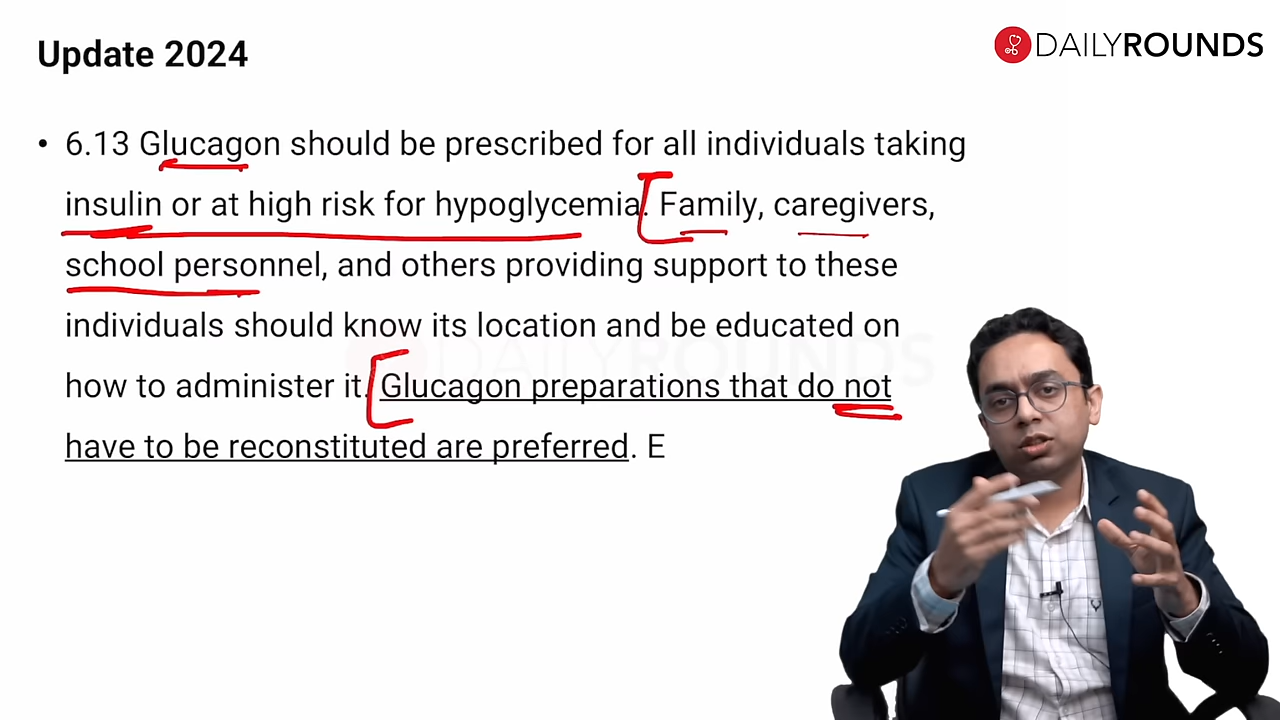 Update 2024
DAILYROUNDS
• 6.13 Glucagon should be prescribed for all individuals taking
insulin or at high risk for hypoglycemia. Family, caregivers,
school personnel, and others providing support to these
individuals should know its location and be educated on
how to administer it. Glucagon preparations that do not
have to be reconstituted are preferred. E
DAILYROUNDS